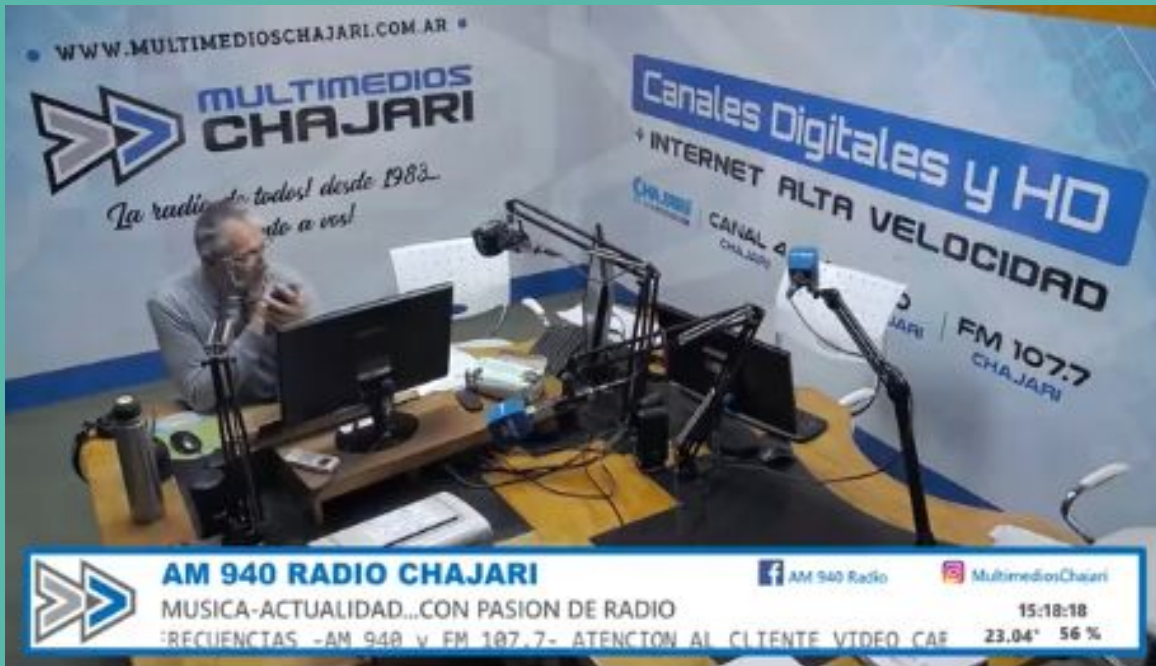 WWW.MULTIMEDIOSCHAJARI.COM.AR
MULTIMEDIOS
CHAJARI
La radio de todos! desde 1983...
a vos!
Canales Digitales y HD
+ INTERNET ALTA VELOCIDAD
CHAJARI
CANAL 4
CHAJARI
FM 107.7
CHAJARI
AM 940 RADIO CHAJARI
AM 940 Radio
MultimediosChajari
MUSICA-ACTUALIDAD...CON PASION DE RADIO
15:18:18
RECUENCIAS -AM 940 y FM 107.7- ATENCION AL CLIENTE VIDEO CAB
23.04° 56 %